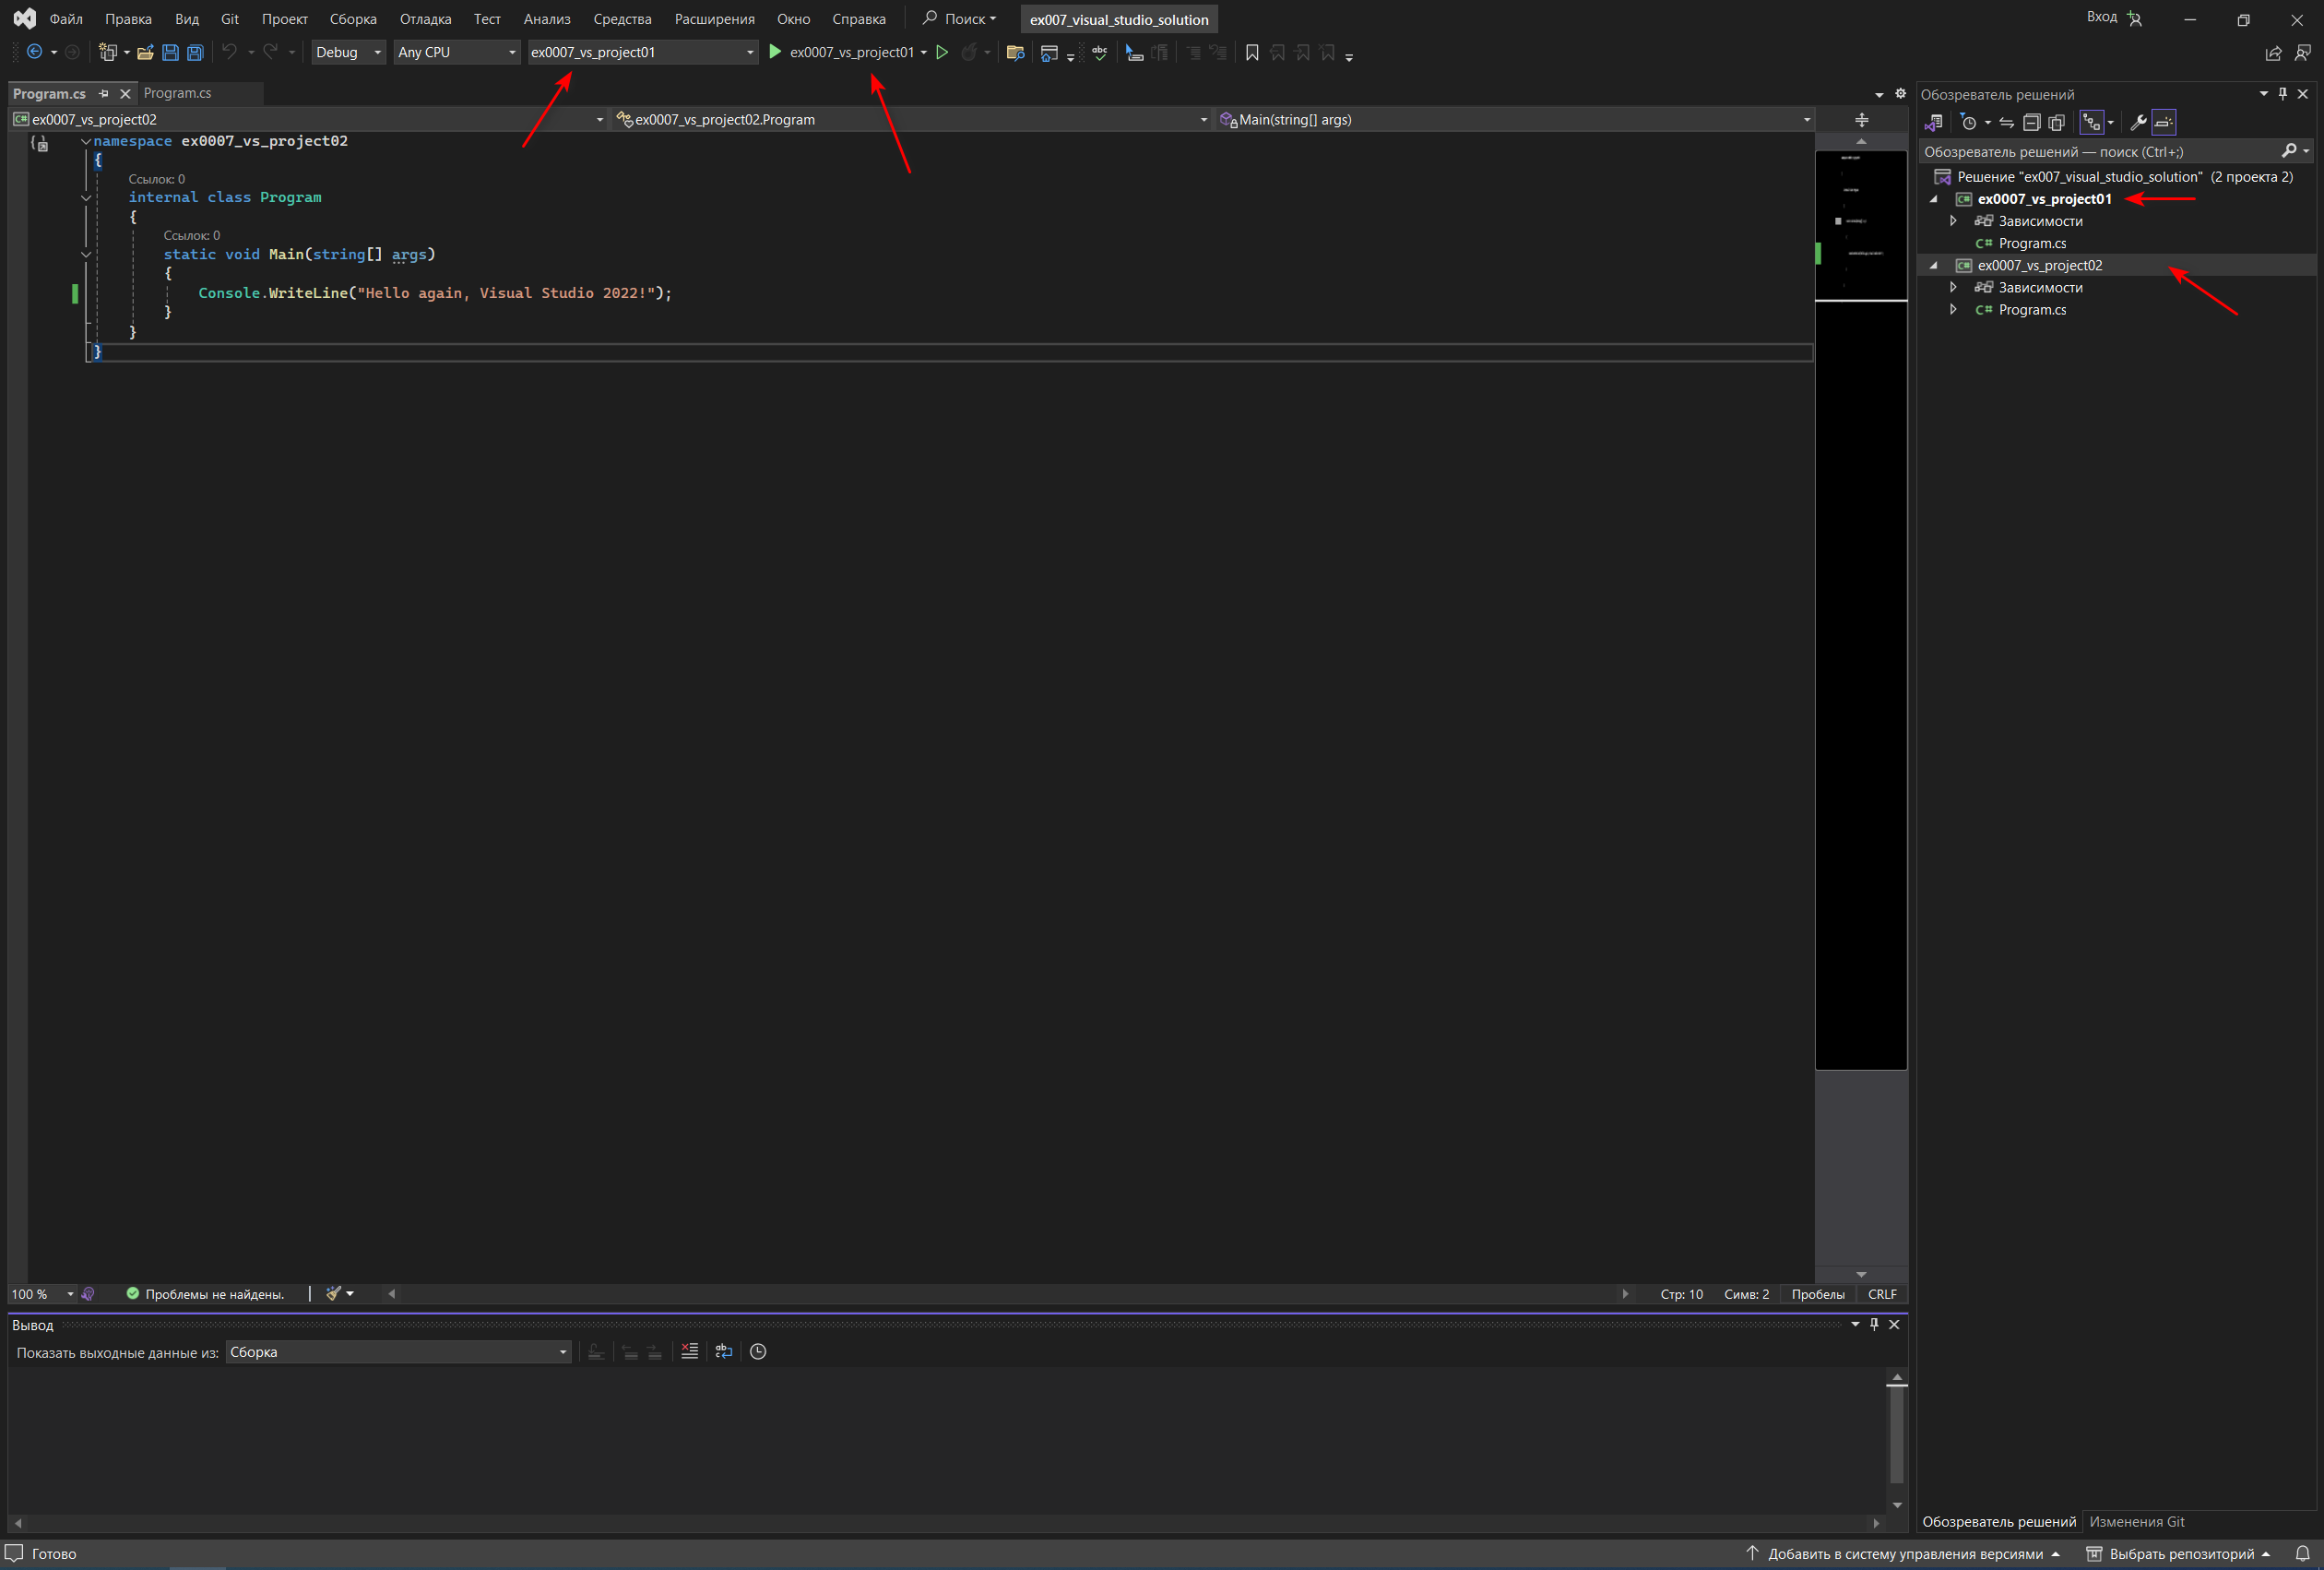 Файл Правка Вид Git Проект Сборка Отладка Тест Анализ Средства Расширения Окно Справка Поиск ex007_visual_studio_solution Вход
Debug Any CPU ex0007_vs_project01 ex0007_vs_project01
Program.cs Program.cs
ex0007_vs_project02 ex0007_vs_project02.Program Main(string[] args)
namespace ex0007_vs_project02
{
Ссылок: 0
internal class Program
{
Ссылок: 0
static void Main(string[] args)
{
Console.WriteLine("Hello again, Visual Studio 2022!");
}
}
}
100 % Проблемы не найдены. Стр: 10 Симв: 2 Пробелы CRLF
Вывод
Показать выходные данные из: Сборка
Обозреватель решений
Обозреватель решений — поиск (Ctrl+;)
Решение "ex007_visual_studio_solution" (2 проекта 2)
C# ex0007_vs_project01
Зависимости
C# Program.cs
C# ex0007_vs_project02
Зависимости
C# Program.cs
Обозреватель решений Изменения Git
Готово Добавить в систему управления версиями Выбрать репозиторий